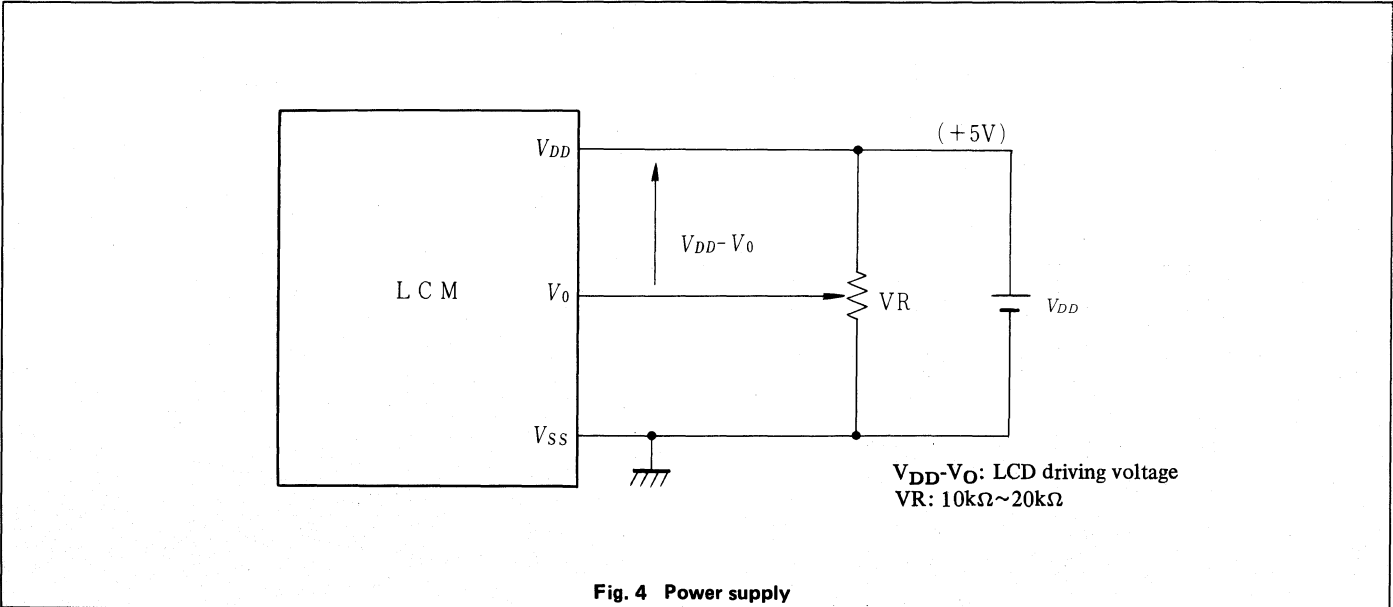 (+5V)
VDD
VDD-V0
LCM
V0
VR
VDD
VSS
VDD-VO: LCD driving voltage
VR: 10kΩ~20kΩ
Fig. 4 Power supply